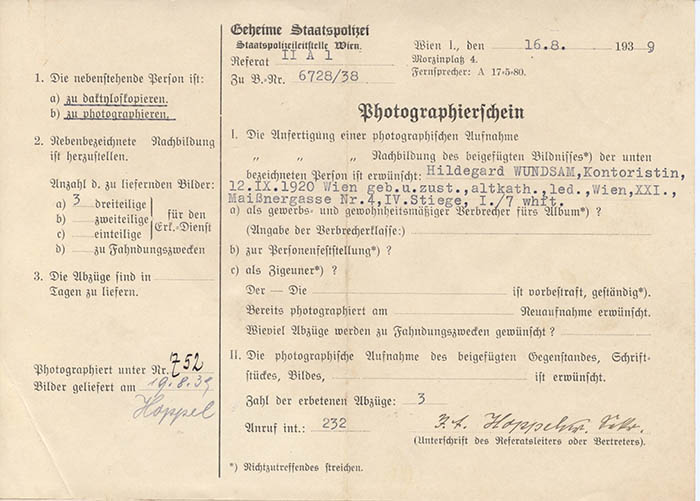 Geheime Staatspolizei
Staatspolizeileitstelle Wien.
Referat II A 1
Zu B.-Nr. 6728/38
Wien I., den 16.8. 1939
Morzinplatz 4.
Fernsprecher: A 17-5-80.
1. Die nebenstehende Person ist:
a) zu daktyloskopieren.
b) zu photographieren.
2. Nebenbezeichnete Nachbildung
ist herzustellen.
Anzahl d. zu liefernden Bilder:
a) 3 dreiteilige
b) zweiteilige
c) einteilige
für den
Erk.-Dienst
d) zu Fahndungszwecken
3. Die Abzüge sind in
Tagen zu liefern.
Photographiert unter Nr. 752
Bilder geliefert am 19.8.39
Hoppel
Photographierschein
I. Die Anfertigung einer photographischen Aufnahme
„ „ „ Nachbildung des beigefügten Bildnisses*) der unten
bezeichneten Person ist erwünscht: Hildegard WUNDSAM, Kontoristin,
12.IX.1920 Wien geb.u.zust.,altkath.,led.,Wien,XXI.,
Maißnergasse Nr.4,IV.Stiege, I./7 whft.
a) als gewerbs- und gewohnheitsmäßiger Verbrecher fürs Album*) ?
(Angabe der Verbrecherklasse:)
b) zur Personenfeststellung*) ?
c) als Zigeuner*) ?
Der — Die ist vorbestraft, geständig*).
Bereits photographiert am Neuaufnahme erwünscht.
Wieviel Abzüge werden zu Fahndungszwecken gewünscht ?
II. Die photographische Aufnahme des beigefügten Gegenstandes, Schrift-
stückes, Bildes, ist erwünscht.
Zahl der erbetenen Abzüge: 3
Anruf int.: 232
(Unterschrift des Referatsleiters oder Vertreters).
*) Nichtzutreffendes streichen.